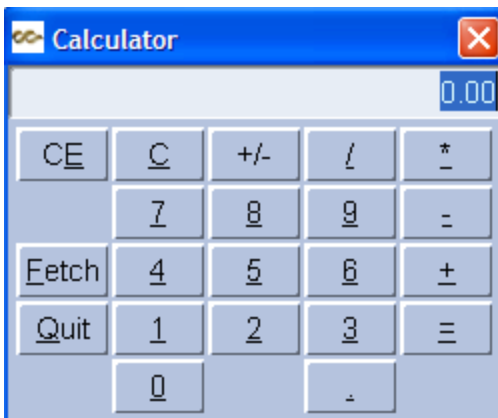 Calculator
0.00
CE C +/- / *
7 8 9 -
Fetch 4 5 6 +
Quit 1 2 3 =
0 .